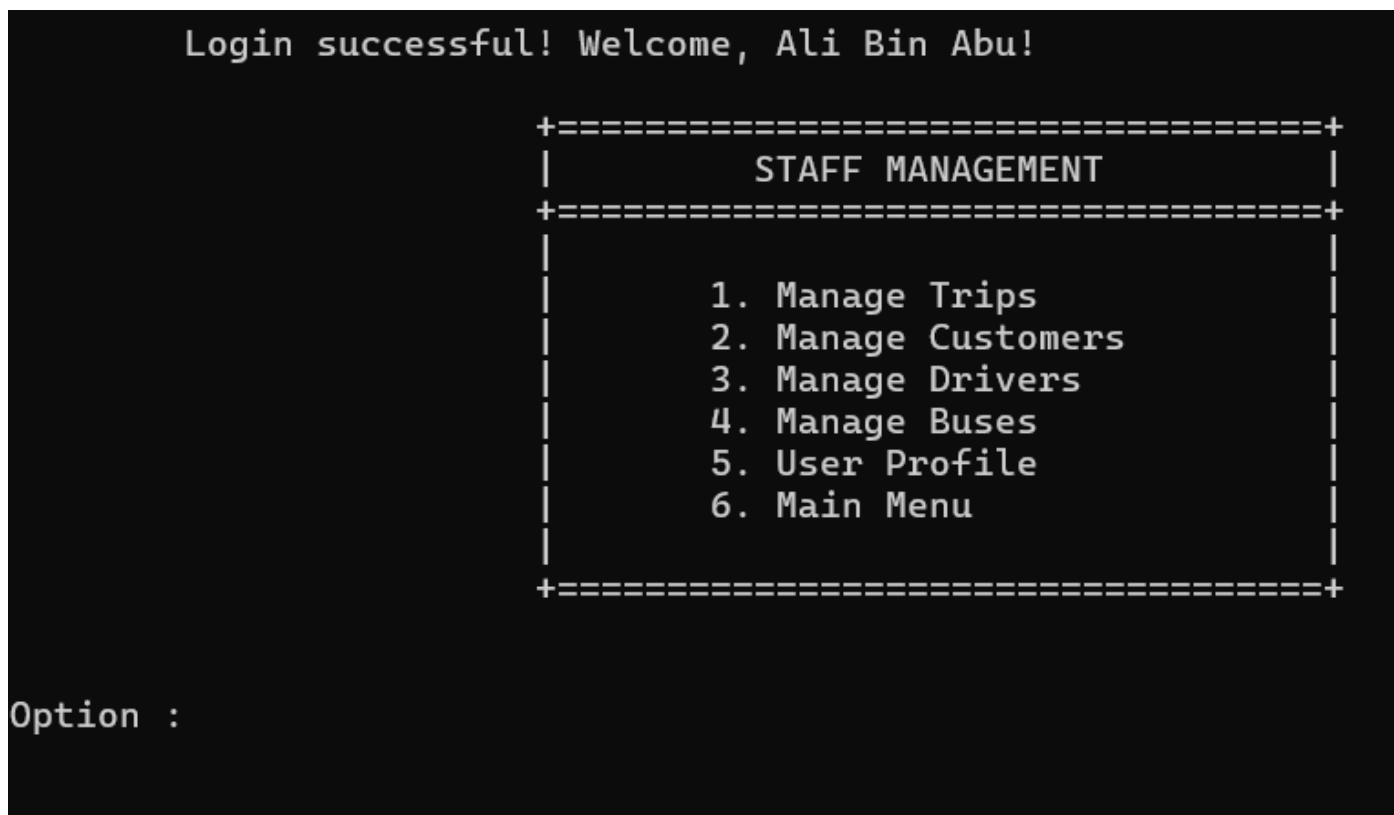 Login successful! Welcome, Ali Bin Abu!
+===================================+
| STAFF MANAGEMENT |
+===================================+
| |
| 1. Manage Trips |
| 2. Manage Customers |
| 3. Manage Drivers |
| 4. Manage Buses |
| 5. User Profile |
| 6. Main Menu |
| |
+===================================+
Option :